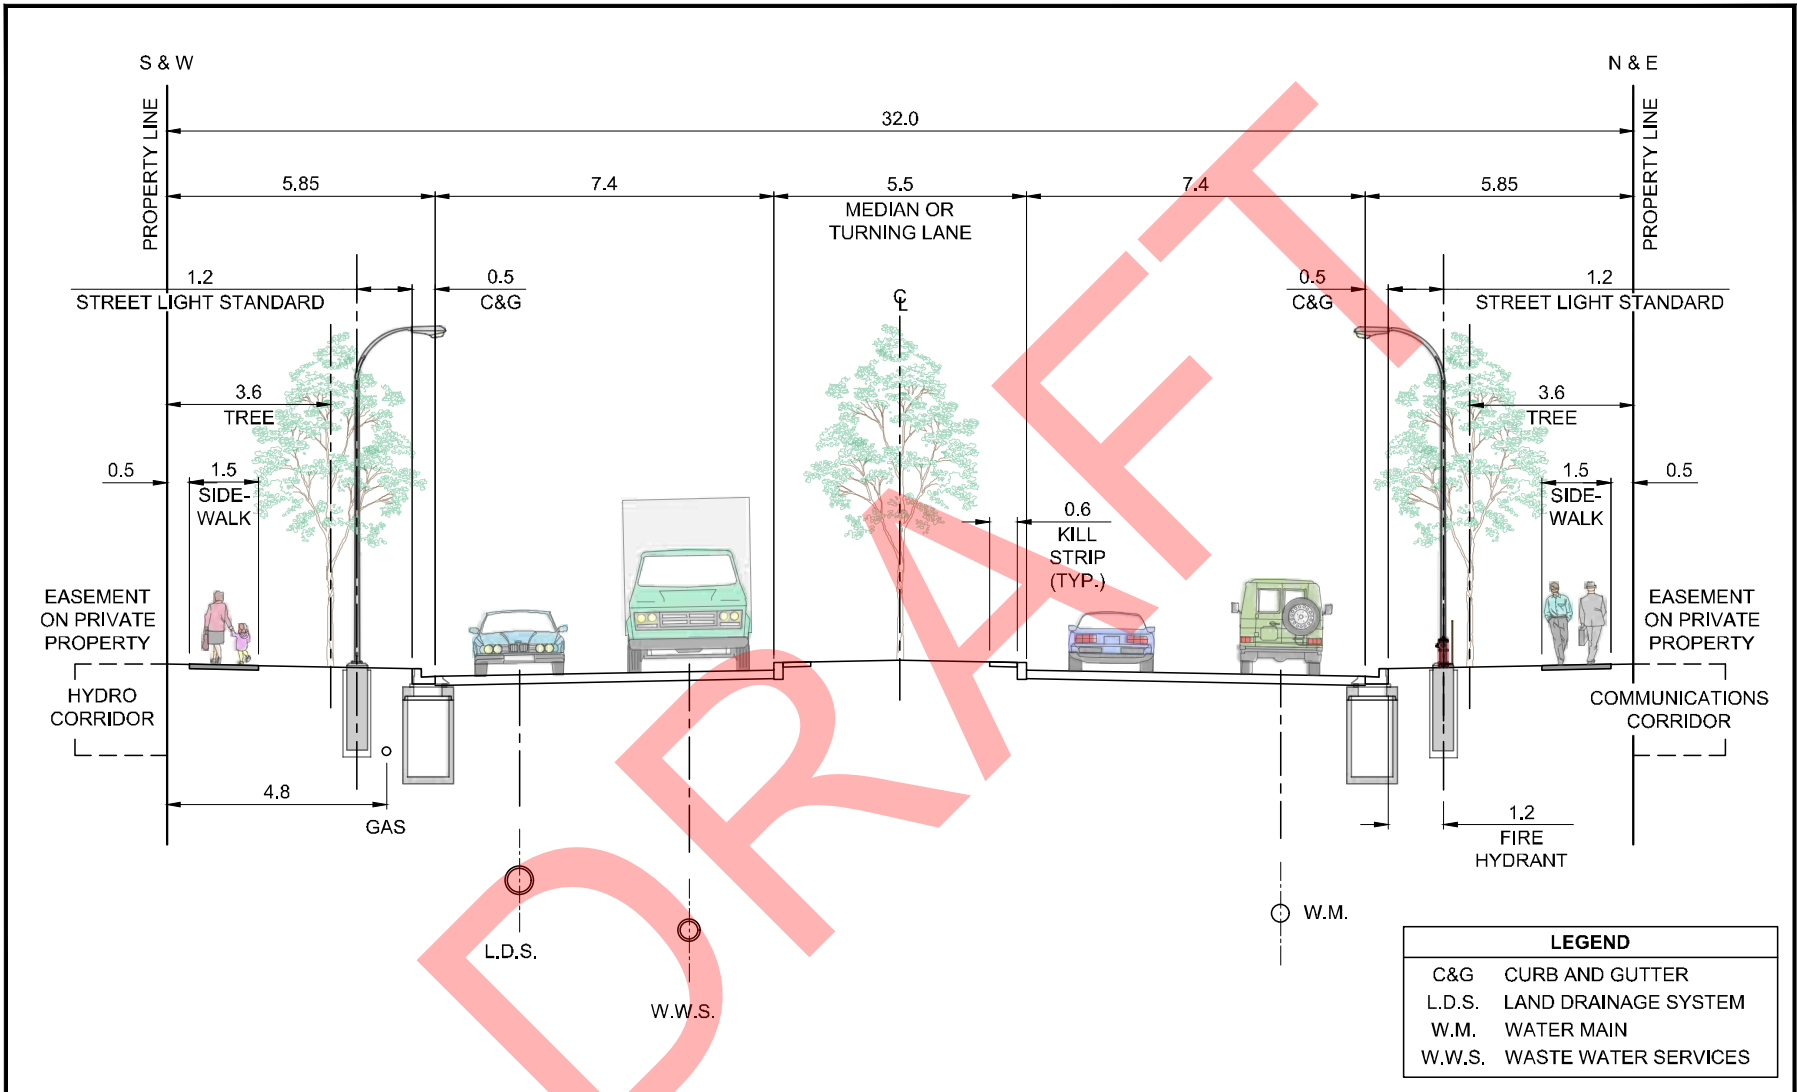 S & W
N & E
PROPERTY LINE
PROPERTY LINE
32.0
5.85
7.4
5.5
7.4
5.85
MEDIAN OR
TURNING LANE
1.2
STREET LIGHT STANDARD
0.5
C&G
℄
0.5
C&G
1.2
STREET LIGHT STANDARD
3.6
TREE
3.6
TREE
0.5
1.5
SIDE-
WALK
0.6
KILL
STRIP
(TYP.)
1.5
SIDE-
WALK
0.5
EASEMENT
ON PRIVATE
PROPERTY
EASEMENT
ON PRIVATE
PROPERTY
HYDRO
CORRIDOR
COMMUNICATIONS
CORRIDOR
4.8
GAS
1.2
FIRE
HYDRANT
L.D.S.
W.W.S.
W.M.
DRAFT
LEGEND
C&G CURB AND GUTTER
L.D.S. LAND DRAINAGE SYSTEM
W.M. WATER MAIN
W.W.S. WASTE WATER SERVICES